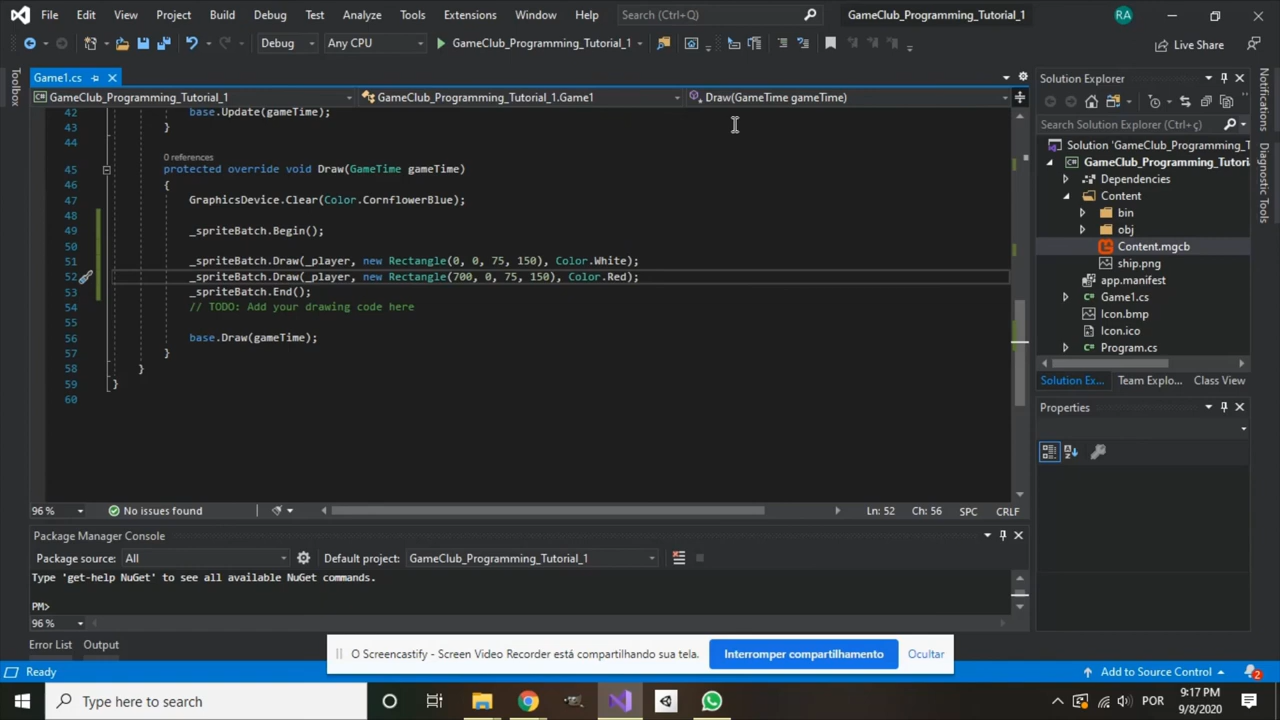 File Edit View Project Build Debug Test Analyze Tools Extensions Window Help Search (Ctrl+Q) GameClub_Programming_Tutorial_1 RA
Debug Any CPU GameClub_Programming_Tutorial_1 Live Share
Toolbox
Game1.cs
GameClub_Programming_Tutorial_1 GameClub_Programming_Tutorial_1.Game1 Draw(GameTime gameTime)
42 base.Update(gameTime);
43 }
44
0 references
45 protected override void Draw(GameTime gameTime)
46 {
47 GraphicsDevice.Clear(Color.CornflowerBlue);
48
49 _spriteBatch.Begin();
50
51 _spriteBatch.Draw(_player, new Rectangle(0, 0, 75, 150), Color.White);
52 _spriteBatch.Draw(_player, new Rectangle(700, 0, 75, 150), Color.Red);
53 _spriteBatch.End();
54 // TODO: Add your drawing code here
55
56 base.Draw(gameTime);
57 }
58 }
59 }
60
96 % No issues found Ln: 52 Ch: 56 SPC CRLF
Package Manager Console
Package source: All Default project: GameClub_Programming_Tutorial_1
Type 'get-help NuGet' to see all available NuGet commands.
PM>
96 %
Error List Output
Solution Explorer
Search Solution Explorer (Ctrl+ç)
Solution 'GameClub_Programming_T
GameClub_Programming_Tutoria
Dependencies
Content
bin
obj
Content.mgcb
ship.png
app.manifest
Game1.cs
Icon.bmp
Icon.ico
Program.cs
Solution Ex... Team Explo... Class View
Properties
Notifications
Diagnostic Tools
O Screencastify - Screen Video Recorder está compartilhando sua tela. Interromper compartilhamento Ocultar
Ready Add to Source Control 2
Type here to search POR 9:17 PM
9/8/2020